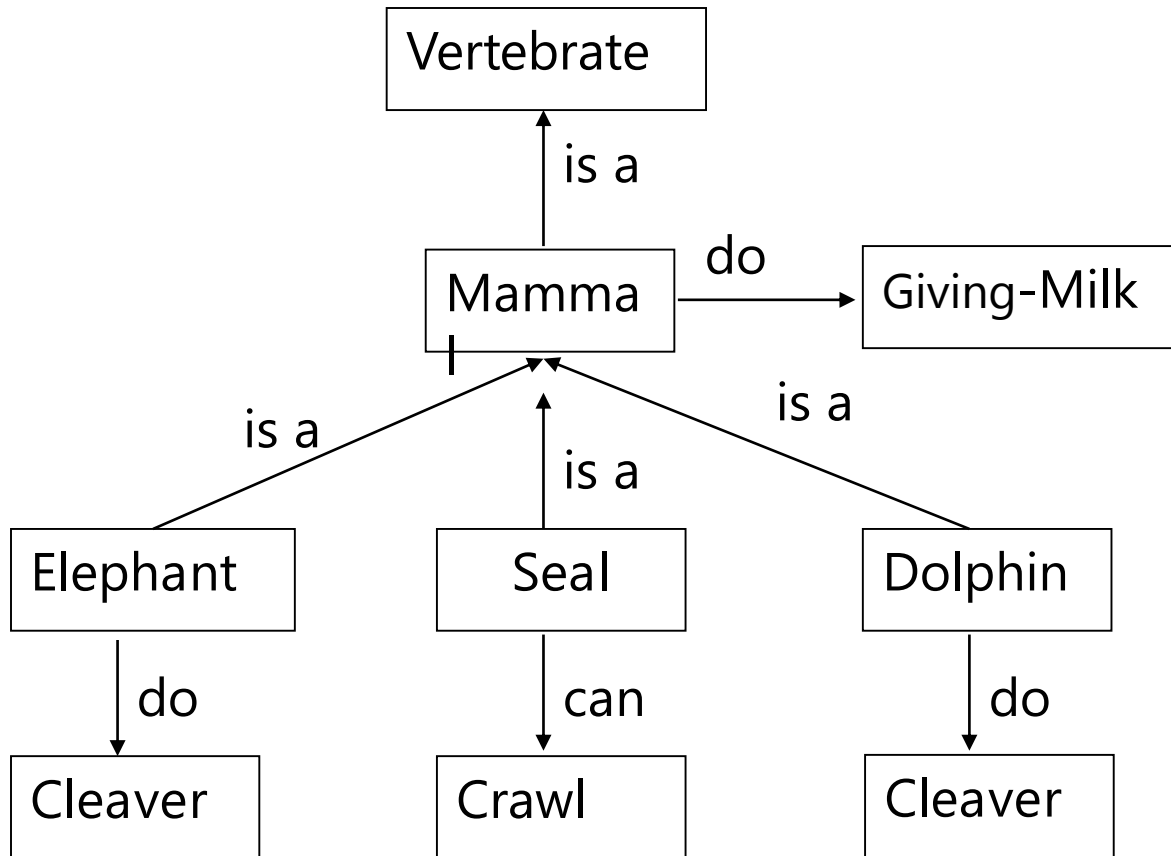 Vertebrate
is a
do
Mamma
l
Giving-Milk
is a
is a
is a
Elephant
Seal
Dolphin
do
can
do
Cleaver
Crawl
Cleaver